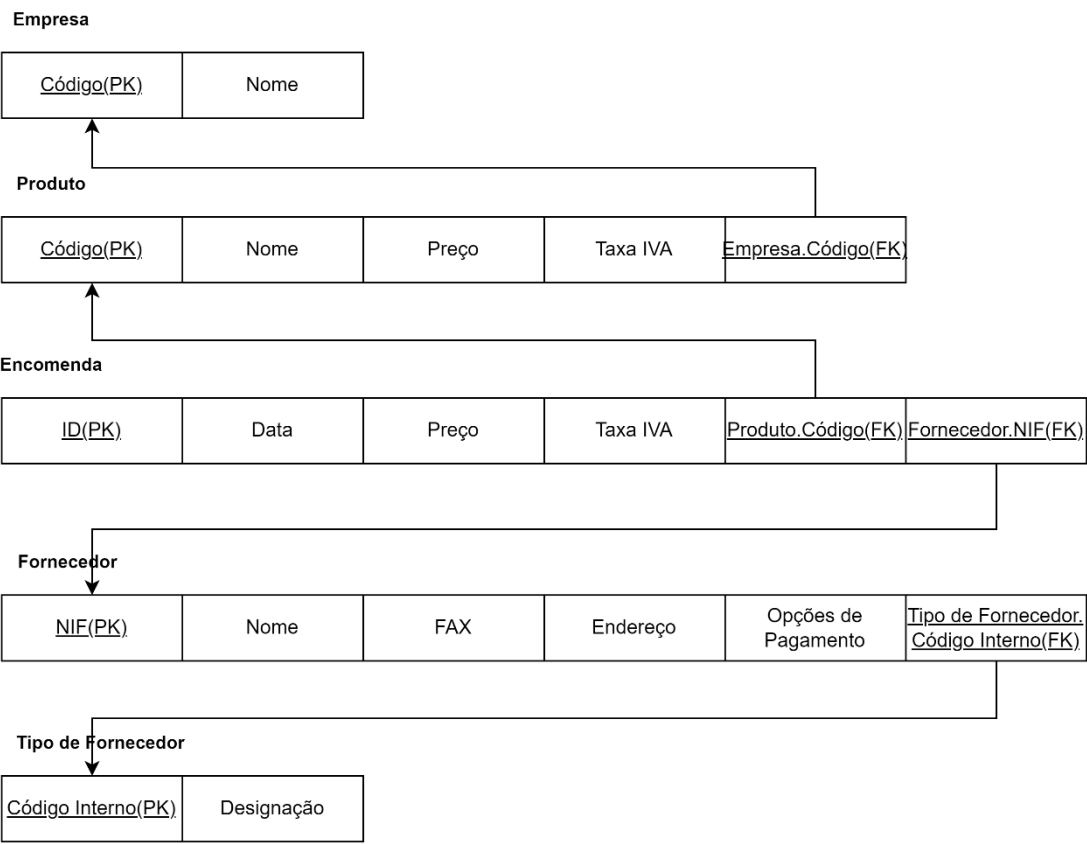 Empresa
Código(PK)
Nome
Produto
Código(PK)
Nome
Preço
Taxa IVA
Empresa.Código(FK)
Encomenda
ID(PK)
Data
Preço
Taxa IVA
Produto.Código(FK)
Fornecedor.NIF(FK)
Fornecedor
NIF(PK)
Nome
FAX
Endereço
Opções de
Pagamento
Tipo de Fornecedor.
Código Interno(FK)
Tipo de Fornecedor
Código Interno(PK)
Designação